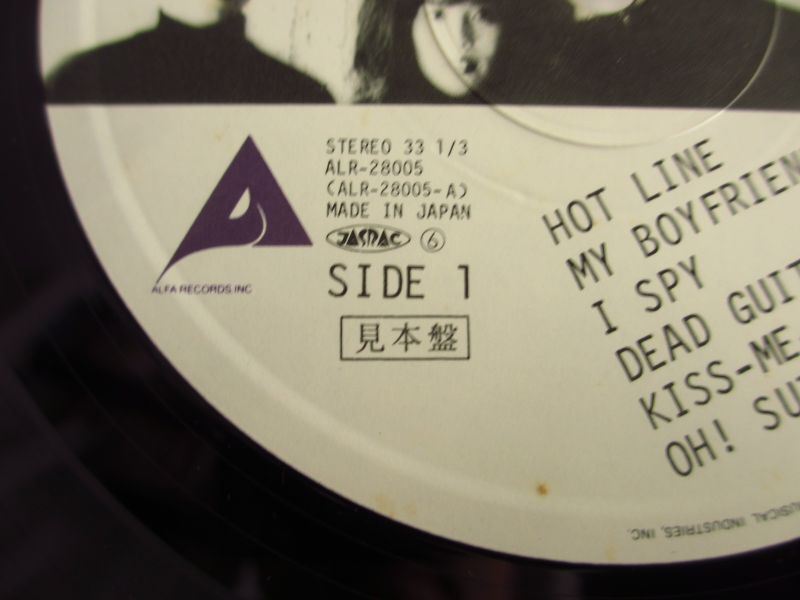 STEREO 33 1/3
ALR-28005
(ALR-28005-A)
MADE IN JAPAN
JASRAC ⑥
SIDE 1
見本盤
ALFA RECORDS, INC
HOT LINE
MY BOYFRIEN
I SPY
DEAD GUIT
KISS-ME-
OH! SU
MUSICAL INDUSTRIES, INC.